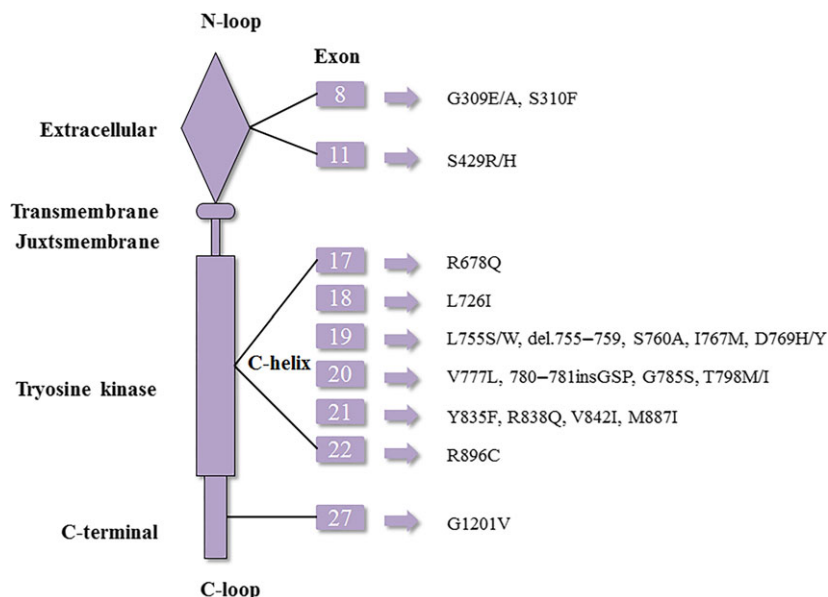 N-loop
Exon
8 G309E/A, S310F
Extracellular
11 S429R/H
Transmembrane
Juxtsmembrane
17 R678Q
18 L726I
19 L755S/W, del.755–759, S760A, I767M, D769H/Y
C-helix
20 V777L, 780–781insGSP, G785S, T798M/I
Tryosine kinase
21 Y835F, R838Q, V842I, M887I
22 R896C
27 G1201V
C-terminal
C-loop